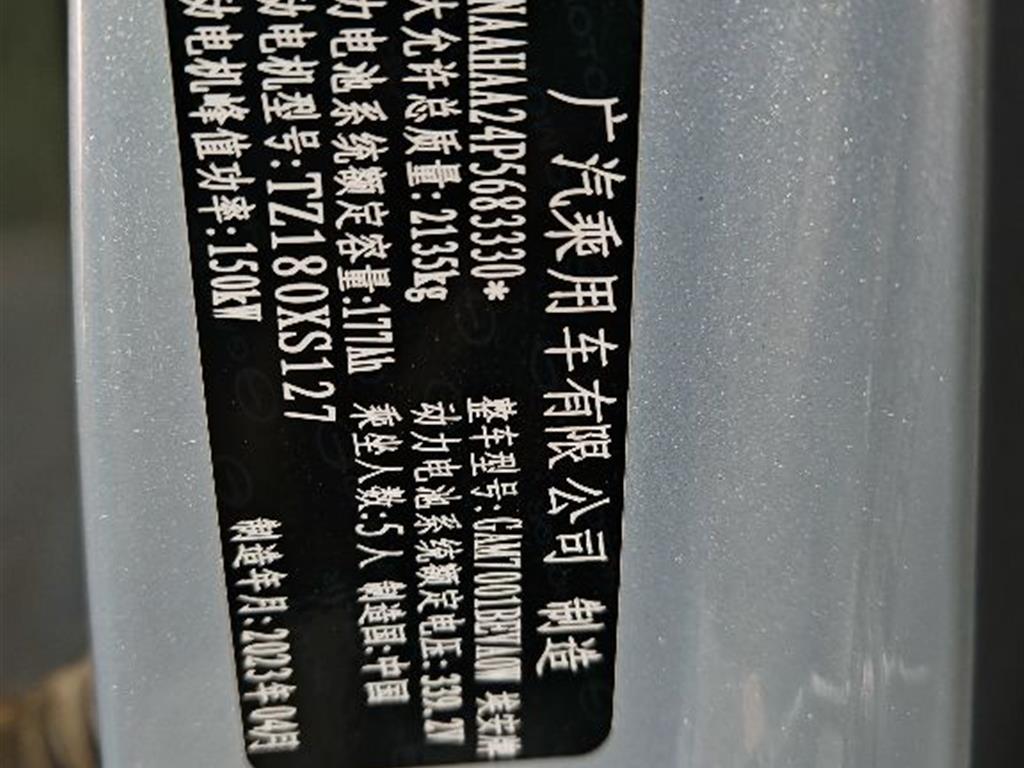 广汽乘用车有限公司 制造
NAAHAA24P5683330* 整车型号:GAM7001BEVA0W 埃安牌
大允许总质量:2135kg 动力电池系统额定电压:339.2V
力电池系统额定容量:177Ah 乘坐人数:5人 制造国:中国
动电机型号:TZ180XS127
动电机峰值功率:150kW 制造年月:2023年04月